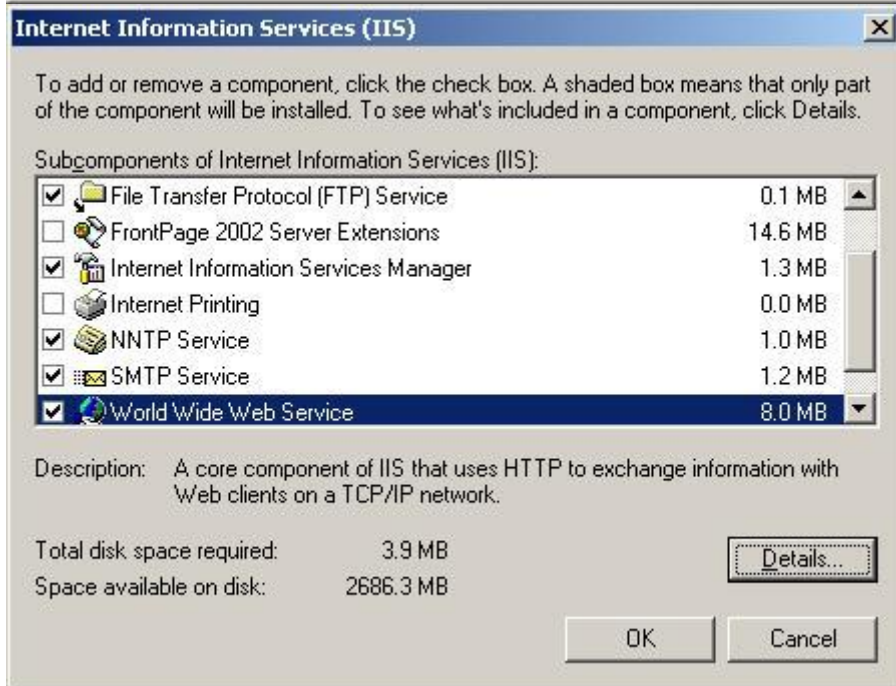 Internet Information Services (IIS)
To add or remove a component, click the check box. A shaded box means that only part
of the component will be installed. To see what's included in a component, click Details.
Subcomponents of Internet Information Services (IIS):
File Transfer Protocol (FTP) Service 0.1 MB
FrontPage 2002 Server Extensions 14.6 MB
Internet Information Services Manager 1.3 MB
Internet Printing 0.0 MB
NNTP Service 1.0 MB
SMTP Service 1.2 MB
World Wide Web Service 8.0 MB
Description: A core component of IIS that uses HTTP to exchange information with
Web clients on a TCP/IP network.
Total disk space required: 3.9 MB
Space available on disk: 2686.3 MB
Details...
OK Cancel